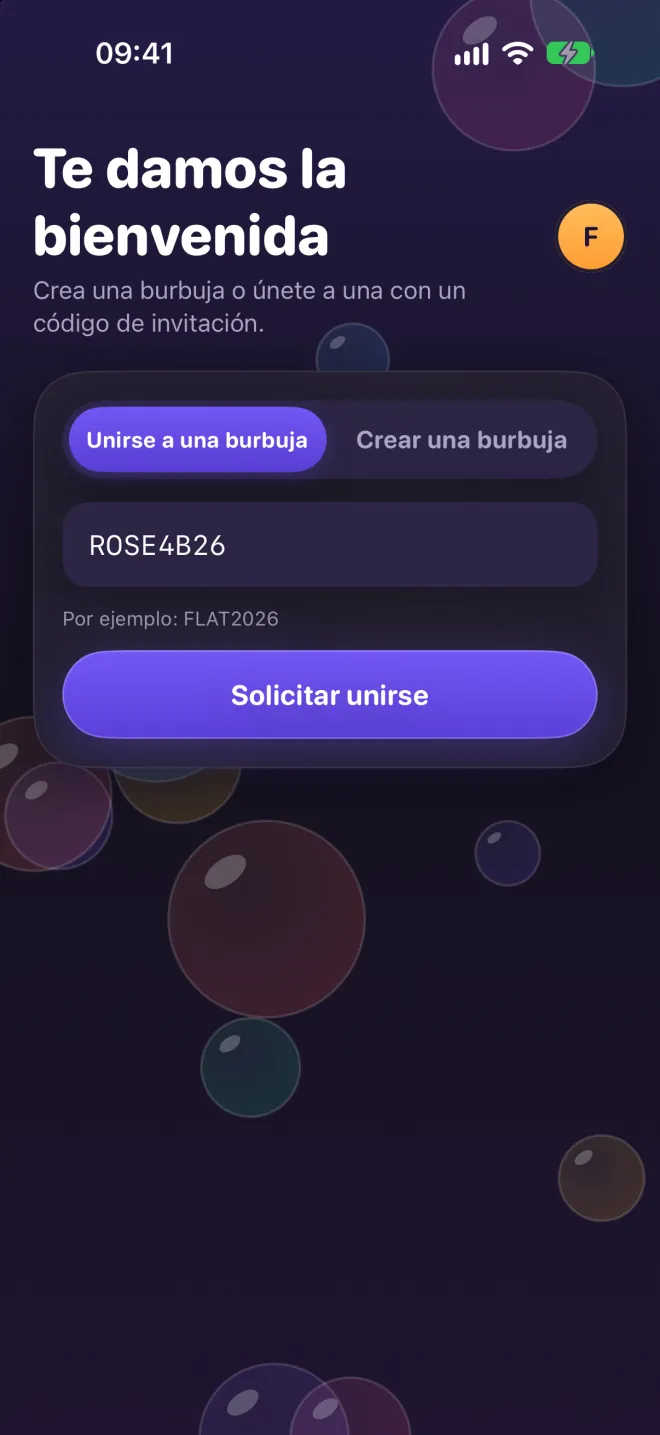 09:41
Te damos la
bienvenida
F
Crea una burbuja o únete a una con un
código de invitación.
Unirse a una burbuja
Crear una burbuja
ROSE4B26
Por ejemplo: FLAT2026
Solicitar unirse